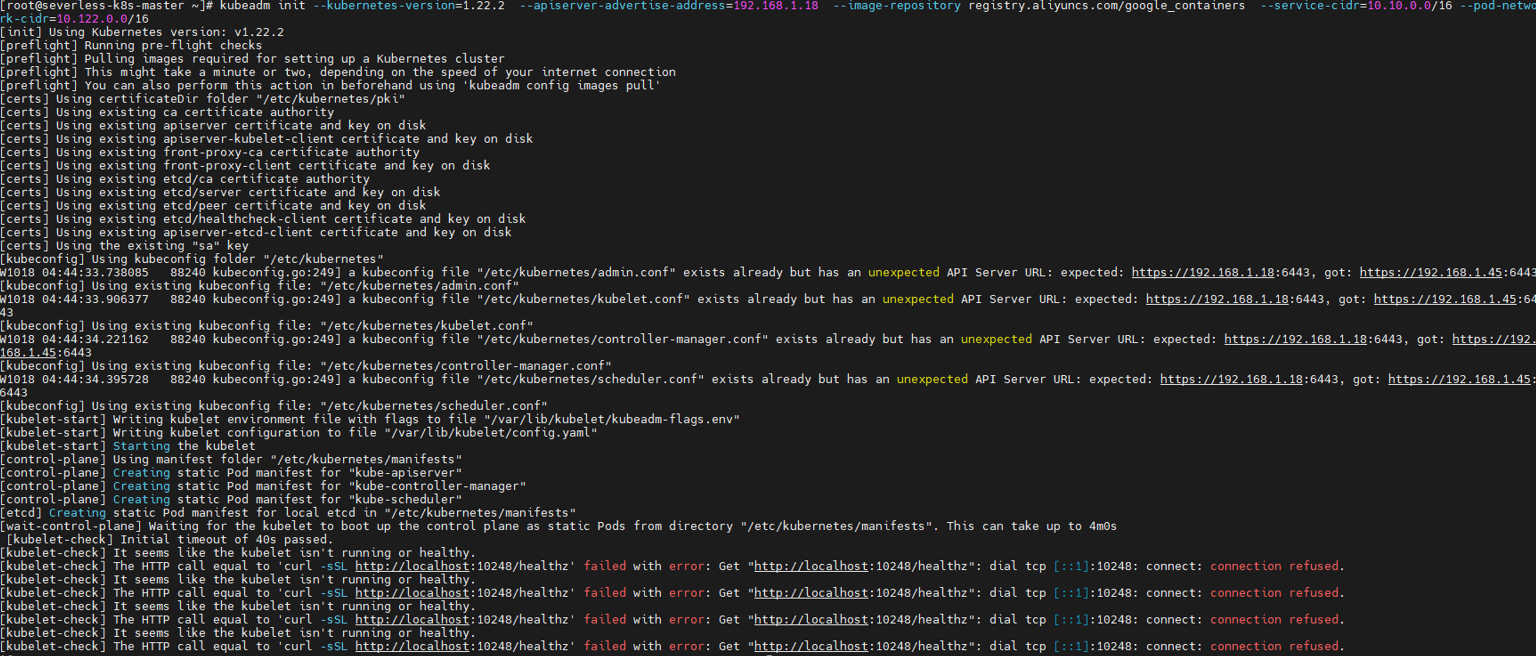 [root@severless-k8s-master ~]# kubeadm init --kubernetes-version=1.22.2  --apiserver-advertise-address=192.168.1.18  --image-repository registry.aliyuncs.com/google_containers  --service-cidr=10.10.0.0/16 --pod-netwo
rk-cidr=10.122.0.0/16
[init] Using Kubernetes version: v1.22.2
[preflight] Running pre-flight checks
[preflight] Pulling images required for setting up a Kubernetes cluster
[preflight] This might take a minute or two, depending on the speed of your internet connection
[preflight] You can also perform this action in beforehand using 'kubeadm config images pull'
[certs] Using certificateDir folder "/etc/kubernetes/pki"
[certs] Using existing ca certificate authority
[certs] Using existing apiserver certificate and key on disk
[certs] Using existing apiserver-kubelet-client certificate and key on disk
[certs] Using existing front-proxy-ca certificate authority
[certs] Using existing front-proxy-client certificate and key on disk
[certs] Using existing etcd/ca certificate authority
[certs] Using existing etcd/server certificate and key on disk
[certs] Using existing etcd/peer certificate and key on disk
[certs] Using existing etcd/healthcheck-client certificate and key on disk
[certs] Using existing apiserver-etcd-client certificate and key on disk
[certs] Using the existing "sa" key
[kubeconfig] Using kubeconfig folder "/etc/kubernetes"
W1018 04:44:33.738085   88240 kubeconfig.go:249] a kubeconfig file "/etc/kubernetes/admin.conf" exists already but has an unexpected API Server URL: expected: https://192.168.1.18:6443, got: https://192.168.1.45:6443
[kubeconfig] Using existing kubeconfig file: "/etc/kubernetes/admin.conf"
W1018 04:44:33.906377   88240 kubeconfig.go:249] a kubeconfig file "/etc/kubernetes/kubelet.conf" exists already but has an unexpected API Server URL: expected: https://192.168.1.18:6443, got: https://192.168.1.45:64
43
[kubeconfig] Using existing kubeconfig file: "/etc/kubernetes/kubelet.conf"
W1018 04:44:34.221162   88240 kubeconfig.go:249] a kubeconfig file "/etc/kubernetes/controller-manager.conf" exists already but has an unexpected API Server URL: expected: https://192.168.1.18:6443, got: https://192.
168.1.45:6443
[kubeconfig] Using existing kubeconfig file: "/etc/kubernetes/controller-manager.conf"
W1018 04:44:34.395728   88240 kubeconfig.go:249] a kubeconfig file "/etc/kubernetes/scheduler.conf" exists already but has an unexpected API Server URL: expected: https://192.168.1.18:6443, got: https://192.168.1.45:
6443
[kubeconfig] Using existing kubeconfig file: "/etc/kubernetes/scheduler.conf"
[kubelet-start] Writing kubelet environment file with flags to file "/var/lib/kubelet/kubeadm-flags.env"
[kubelet-start] Writing kubelet configuration to file "/var/lib/kubelet/config.yaml"
[kubelet-start] Starting the kubelet
[control-plane] Using manifest folder "/etc/kubernetes/manifests"
[control-plane] Creating static Pod manifest for "kube-apiserver"
[control-plane] Creating static Pod manifest for "kube-controller-manager"
[control-plane] Creating static Pod manifest for "kube-scheduler"
[etcd] Creating static Pod manifest for local etcd in "/etc/kubernetes/manifests"
[wait-control-plane] Waiting for the kubelet to boot up the control plane as static Pods from directory "/etc/kubernetes/manifests". This can take up to 4m0s
[kubelet-check] Initial timeout of 40s passed.
[kubelet-check] It seems like the kubelet isn't running or healthy.
[kubelet-check] The HTTP call equal to 'curl -sSL http://localhost:10248/healthz' failed with error: Get "http://localhost:10248/healthz": dial tcp [::1]:10248: connect: connection refused.
[kubelet-check] It seems like the kubelet isn't running or healthy.
[kubelet-check] The HTTP call equal to 'curl -sSL http://localhost:10248/healthz' failed with error: Get "http://localhost:10248/healthz": dial tcp [::1]:10248: connect: connection refused.
[kubelet-check] It seems like the kubelet isn't running or healthy.
[kubelet-check] The HTTP call equal to 'curl -sSL http://localhost:10248/healthz' failed with error: Get "http://localhost:10248/healthz": dial tcp [::1]:10248: connect: connection refused.
[kubelet-check] It seems like the kubelet isn't running or healthy.
[kubelet-check] The HTTP call equal to 'curl -sSL http://localhost:10248/healthz' failed with error: Get "http://localhost:10248/healthz": dial tcp [::1]:10248: connect: connection refused.